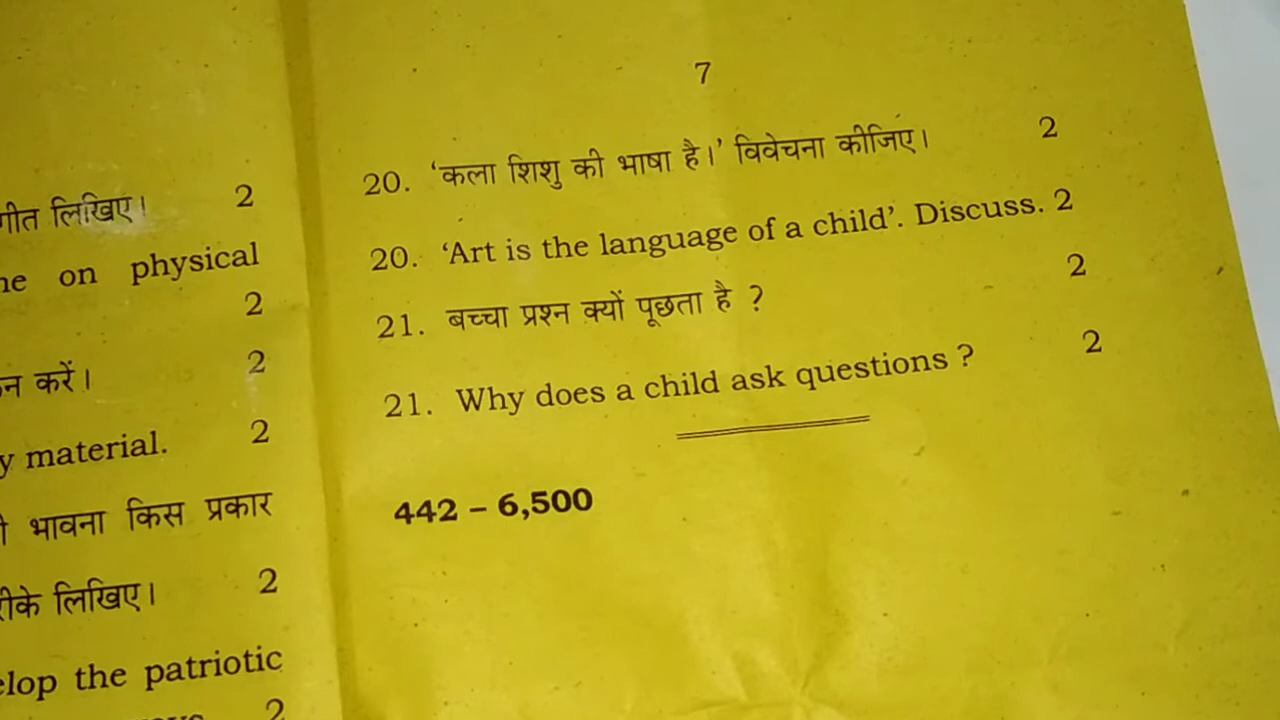 गीत लिखिए। 2
on physical
2
करें। 2
material. 2
भावना किस प्रकार
लिखिए। 2
the patriotic
2
7
20. ‘कला शिशु की भाषा है।’ विवेचना कीजिए। 2
20. ‘Art is the language of a child’. Discuss. 2
21. बच्चा प्रश्न क्यों पूछता है ? 2
21. Why does a child ask questions ? 2
442 – 6,500